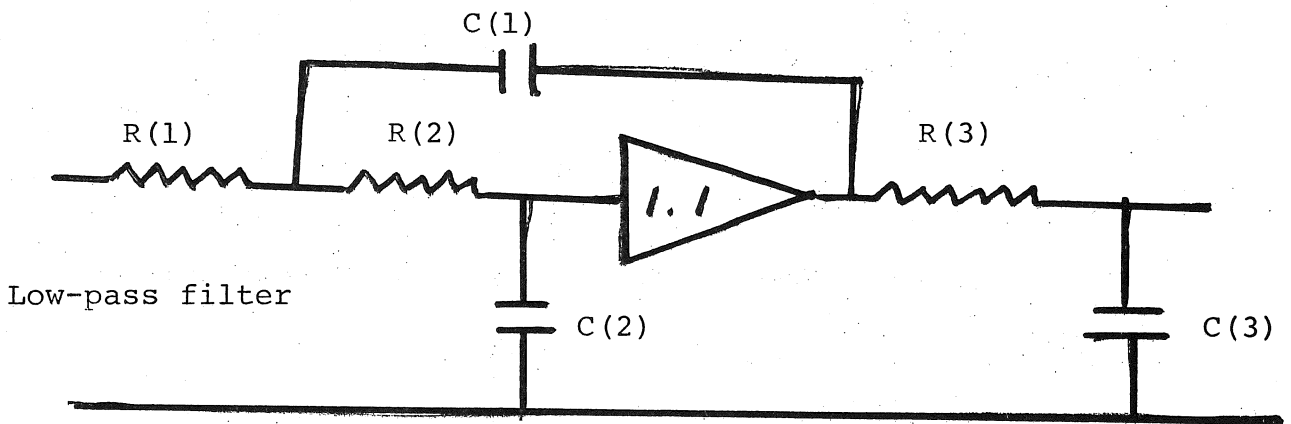 C(1)
R(1)
R(2)
R(3)
1.1
Low-pass filter
C(2)
C(3)